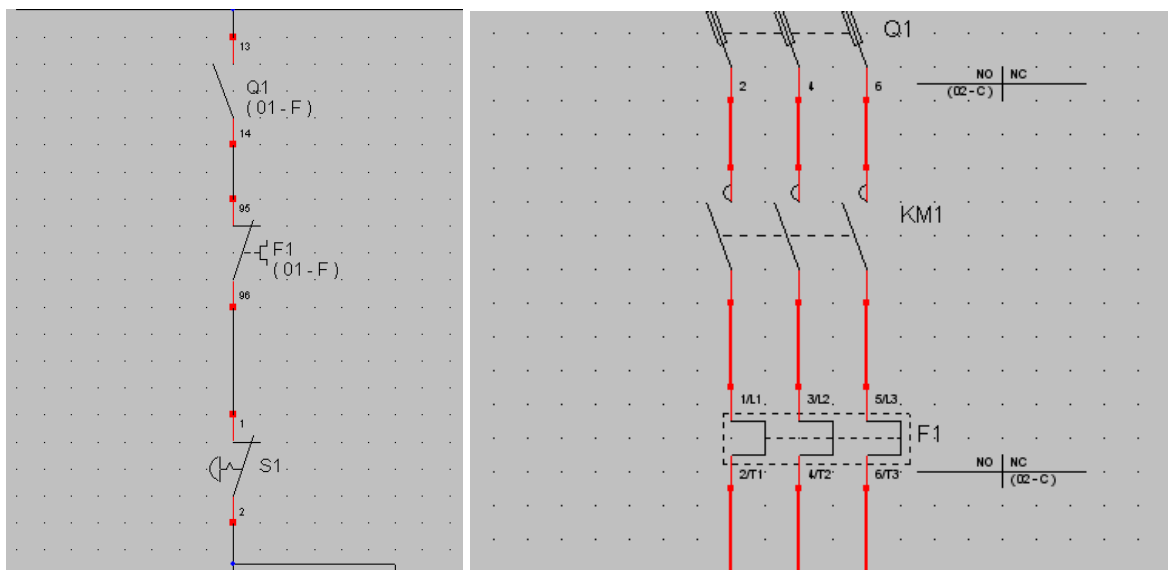 13
Q1
(01-F)
14
95
F1
(01-F)
96
1
S1
2
Q1
2 4 6
NO NC
(02-C)
KM1
1/L1 3/L2 5/L3
F1
2/T1 4/T2 6/T3
NO NC
(02-C)